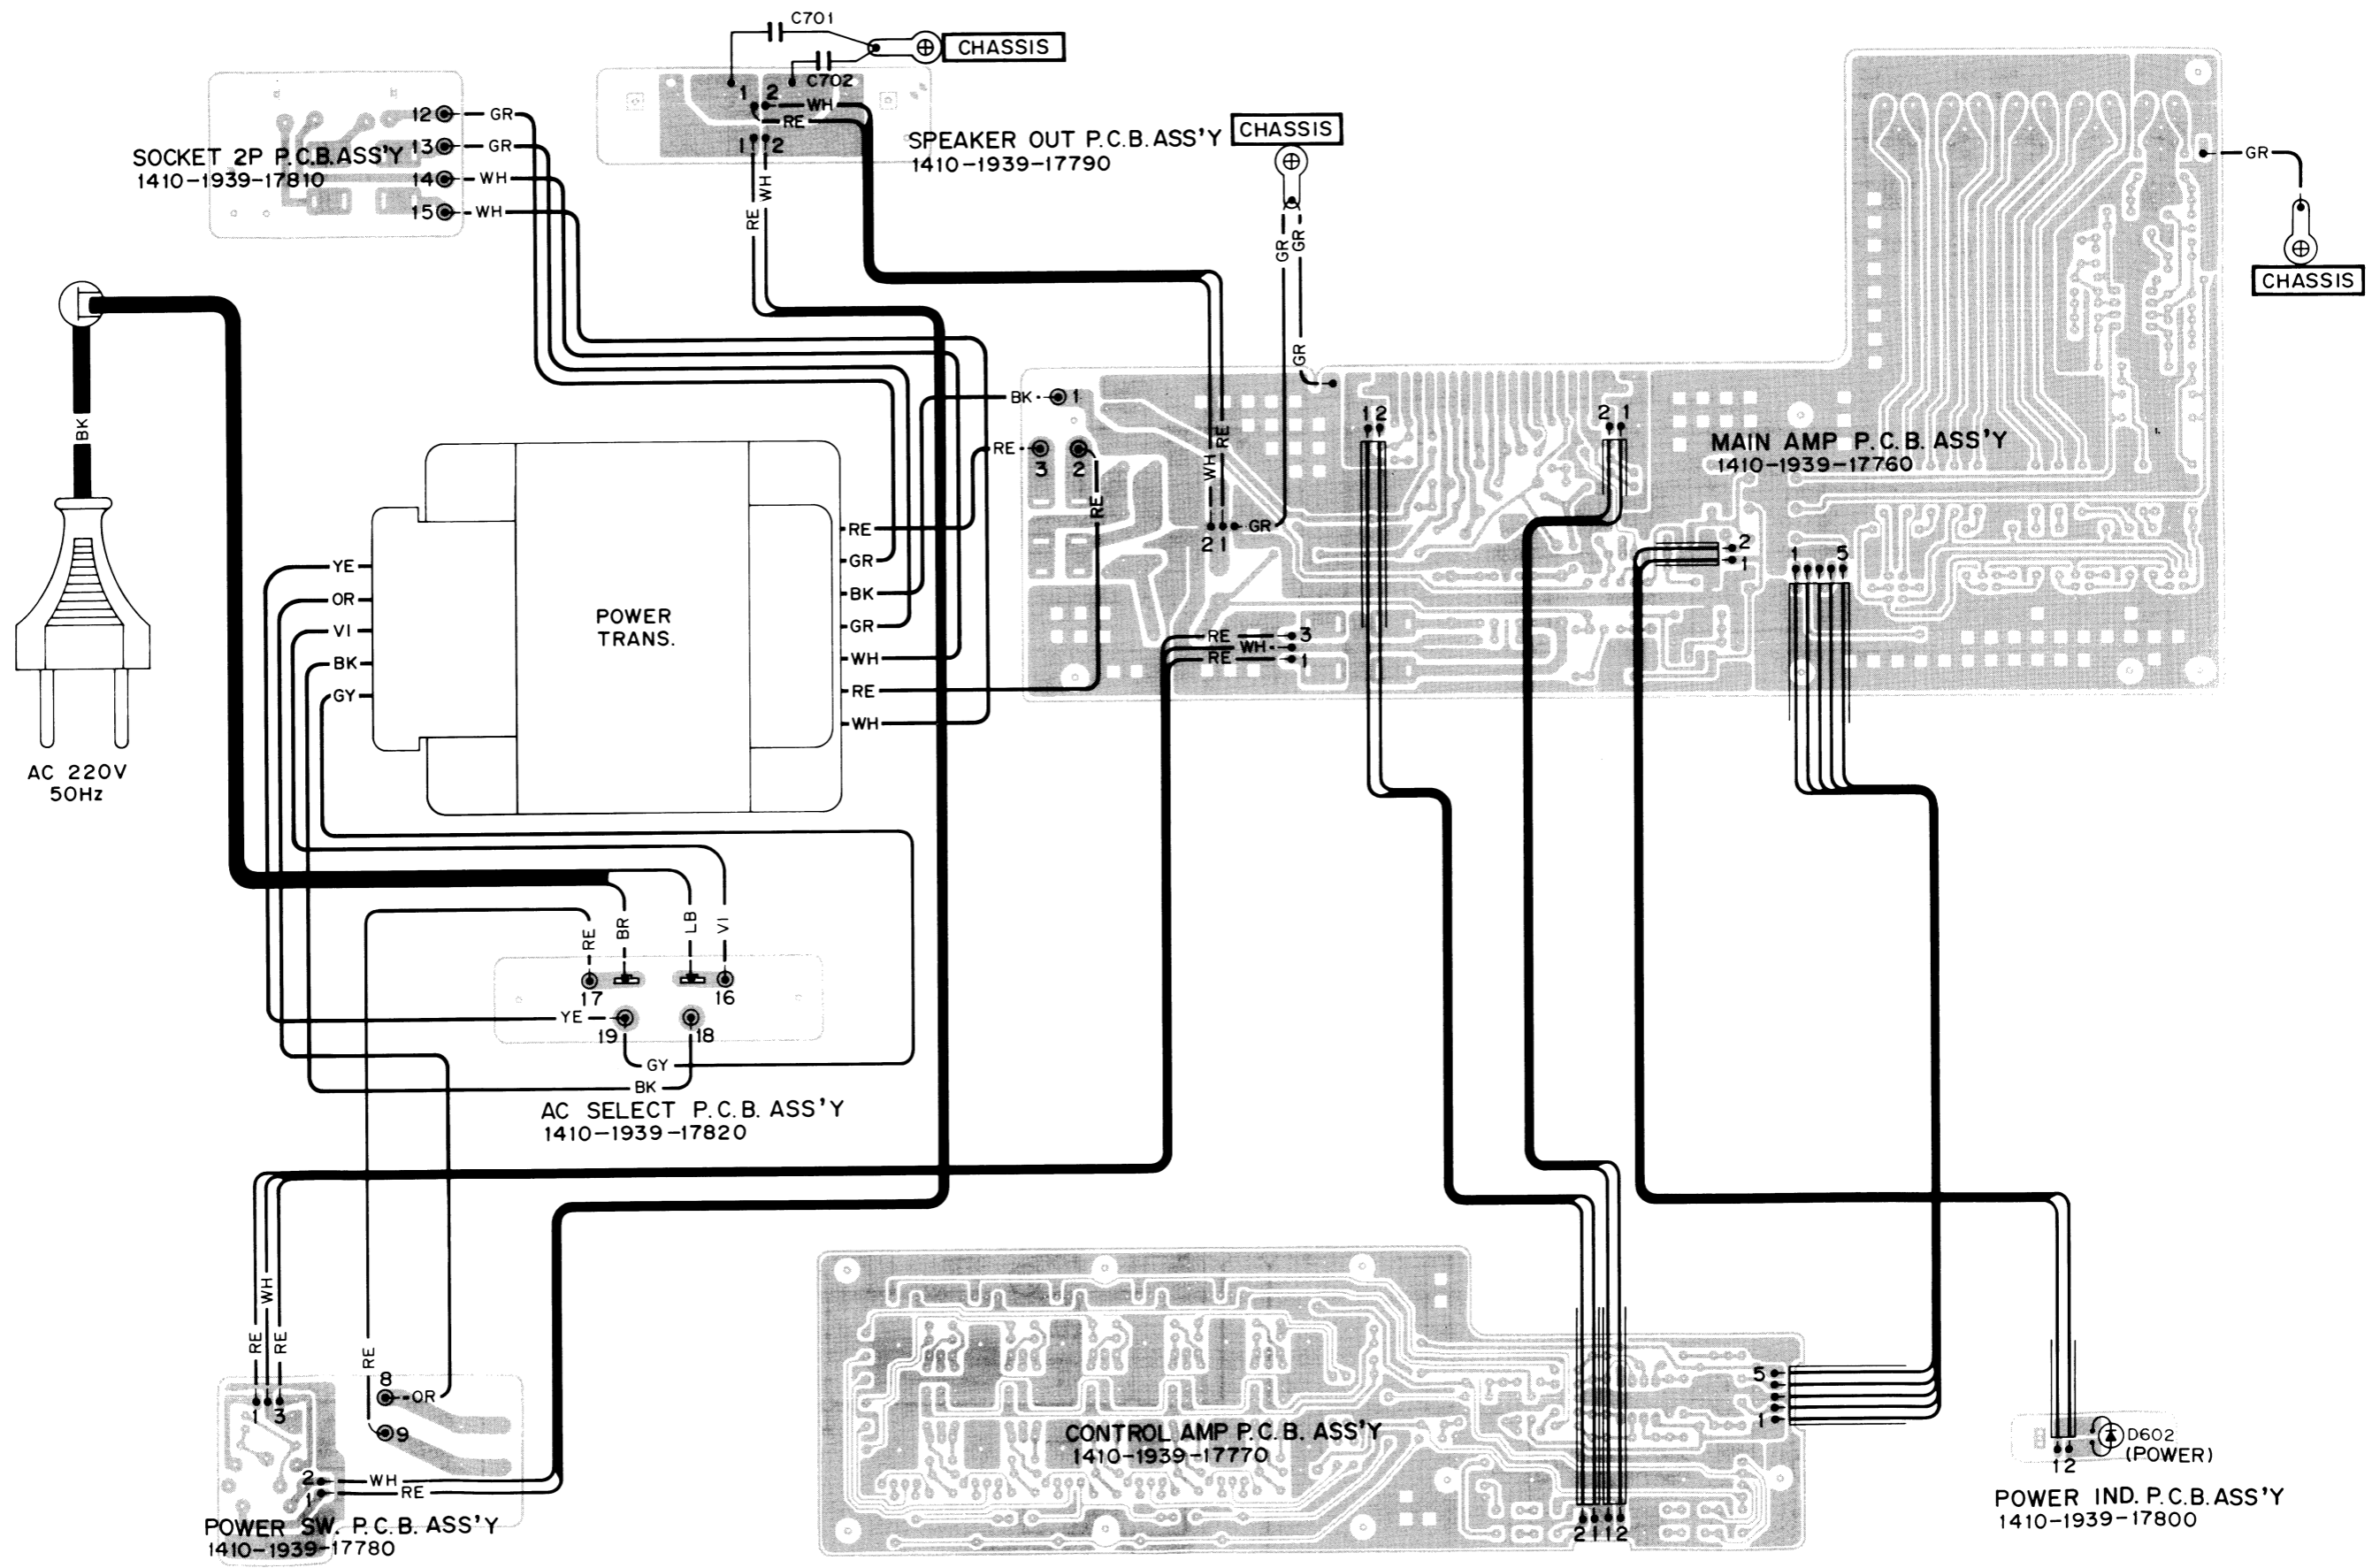 C701
CHASSIS
C702
1 2
WH
RE
1 2
RE
WH
SPEAKER OUT P.C.B.ASS'Y
1410-1939-17790
CHASSIS
GR
GR
GR
12 GR
13 GR
14 WH
15 WH
SOCKET 2P P.C.B.ASS'Y
1410-1939-17810
GR
CHASSIS
BK
AC 220V
50Hz
BK 1
RE 3 2
RE
WH
RE
2 1
GR
1 2
2 1
MAIN AMP P.C.B. ASS'Y
1410-1939-17760
2
1
1 5
RE 3
WH
RE 1
YE
OR
VI
BK
GY
POWER
TRANS.
RE
GR
BK
GR
WH
RE
WH
RE
BR
LB
VI
17
16
YE
19
18
GY
BK
AC SELECT P.C.B. ASS'Y
1410-1939-17820
RE
WH
RE
RE
1 3
8
OR
9
2 WH
1 RE
POWER SW. P.C.B. ASS'Y
1410-1939-17780
CONTROL AMP P.C.B. ASS'Y
1410-1939-17770
5
1
2 1 1 2
D602
(POWER)
1 2
POWER IND. P.C.B. ASS'Y
1410-1939-17800